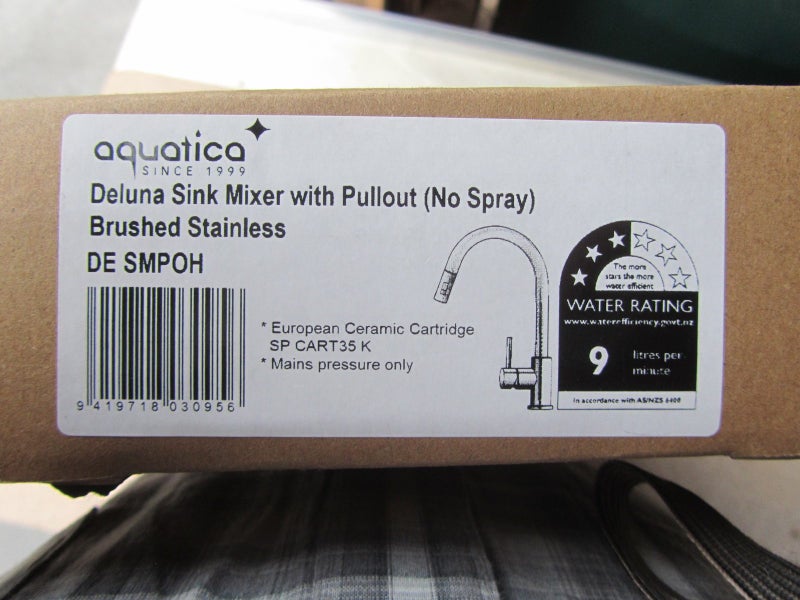 aquatica
SINCE 1999
Deluna Sink Mixer with Pullout (No Spray)
Brushed Stainless
DE SMPOH
* European Ceramic Cartridge
SP CART35 K
* Mains pressure only
9 419718 030956
The more
stars the more
water efficient
WATER RATING
www.waterefficiency.govt.nz
9 litres per
minute
In accordance with AS/NZS 6400